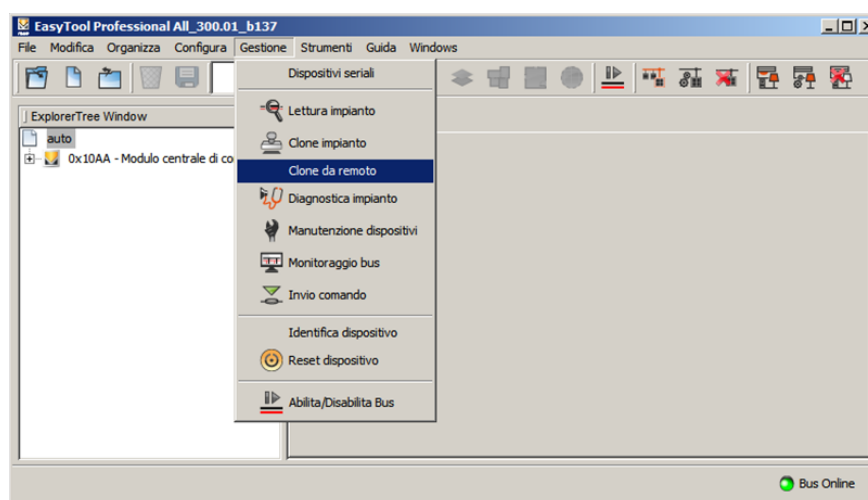 EasyTool Professional All_300.01_b137
File Modifica Organizza Configura Gestione Strumenti Guida Windows
Dispositivi seriali
ExplorerTree Window
Lettura impianto
auto
Clone impianto
0x10AA - Modulo centrale di co
Clone da remoto
Diagnostica impianto
Manutenzione dispositivi
Monitoraggio bus
Invio comando
Identifica dispositivo
Reset dispositivo
Abilita/Disabilita Bus
Bus Online